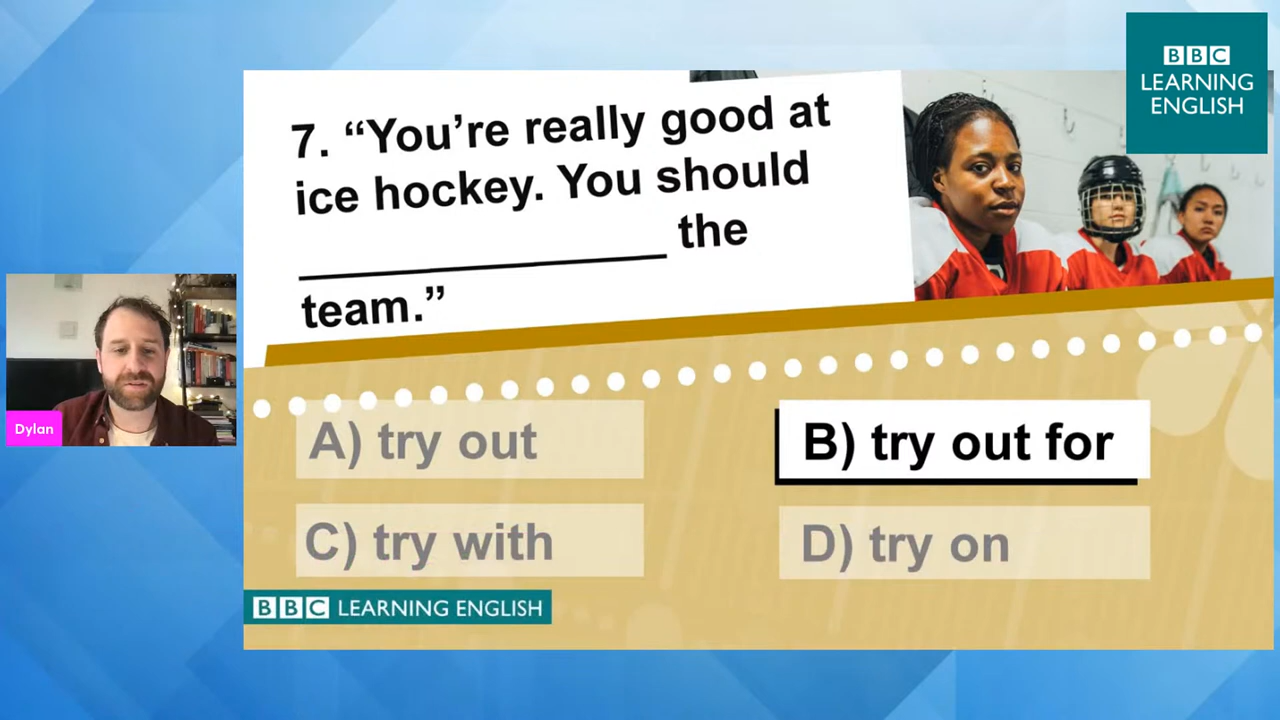 BBC
LEARNING
ENGLISH
7. “You’re really good at
ice hockey. You should
_______________ the
team.”
Dylan
A) try out
B) try out for
C) try with
D) try on
BBC LEARNING ENGLISH